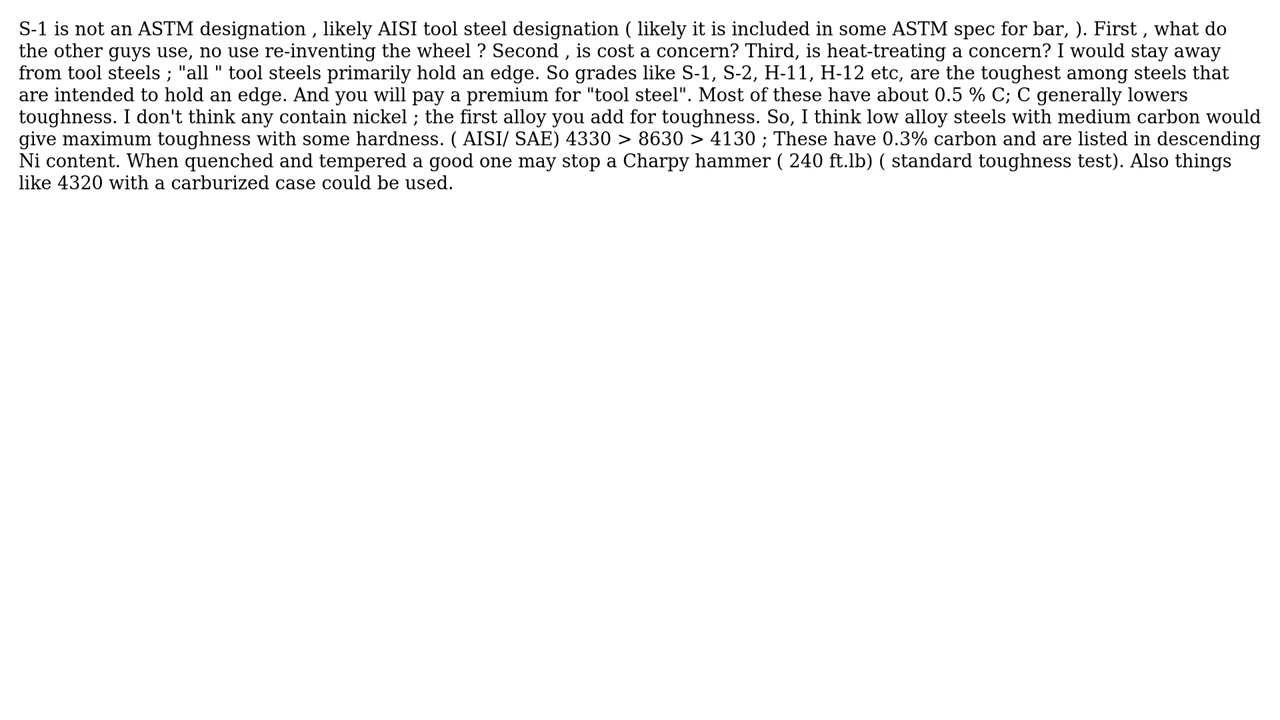 S-1 is not an ASTM designation , likely AISI tool steel designation ( likely it is included in some ASTM spec for bar, ). First , what do
the other guys use, no use re-inventing the wheel ? Second , is cost a concern? Third, is heat-treating a concern? I would stay away
from tool steels ; "all " tool steels primarily hold an edge. So grades like S-1, S-2, H-11, H-12 etc, are the toughest among steels that
are intended to hold an edge. And you will pay a premium for "tool steel". Most of these have about 0.5 % C; C generally lowers
toughness. I don't think any contain nickel ; the first alloy you add for toughness. So, I think low alloy steels with medium carbon would
give maximum toughness with some hardness. ( AISI/ SAE) 4330 > 8630 > 4130 ; These have 0.3% carbon and are listed in descending
Ni content. When quenched and tempered a good one may stop a Charpy hammer ( 240 ft.lb) ( standard toughness test). Also things
like 4320 with a carburized case could be used.